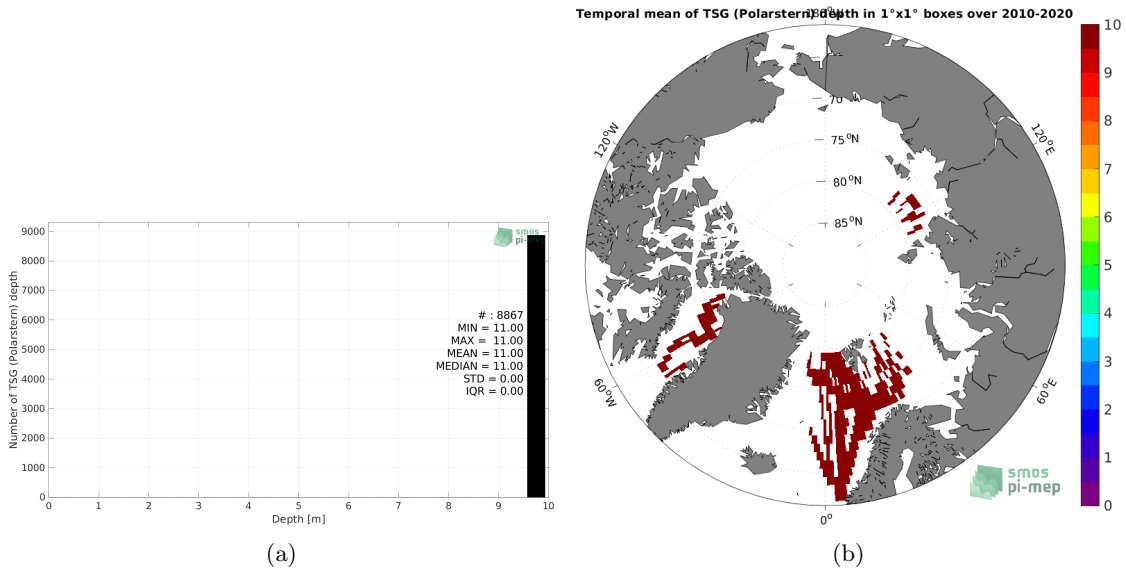 Temporal mean of TSG (Polarstern) depth in 1°x1° boxes over 2010-2020
180°W
120°W
60°W
0°
60°E
120°E
70°N
75°N
80°N
85°N
10
9
8
7
6
5
4
3
2
1
0
smos
pi-mep
Number of TSG (Polarstern) depth
9000
8000
7000
6000
5000
4000
3000
2000
1000
0
smos
pi-mep
# : 8867
MIN = 11.00
MAX = 11.00
MEAN = 11.00
MEDIAN = 11.00
STD = 0.00
IQR = 0.00
0 1 2 3 4 5 6 7 8 9 10
Depth [m]
(a)
(b)